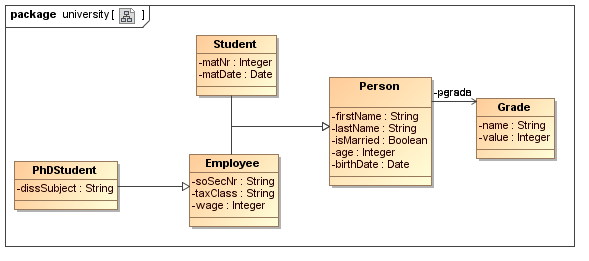 package university [ ]
Student
-matNr : Integer
-matDate : Date
Person
-firstName : String
-lastName : String
-isMarried : Boolean
-age : Integer
-birthDate : Date
Grade
-name : String
-value : Integer
PhDStudent
-dissSubject : String
Employee
-soSecNr : String
-taxClass : String
-wage : Integer